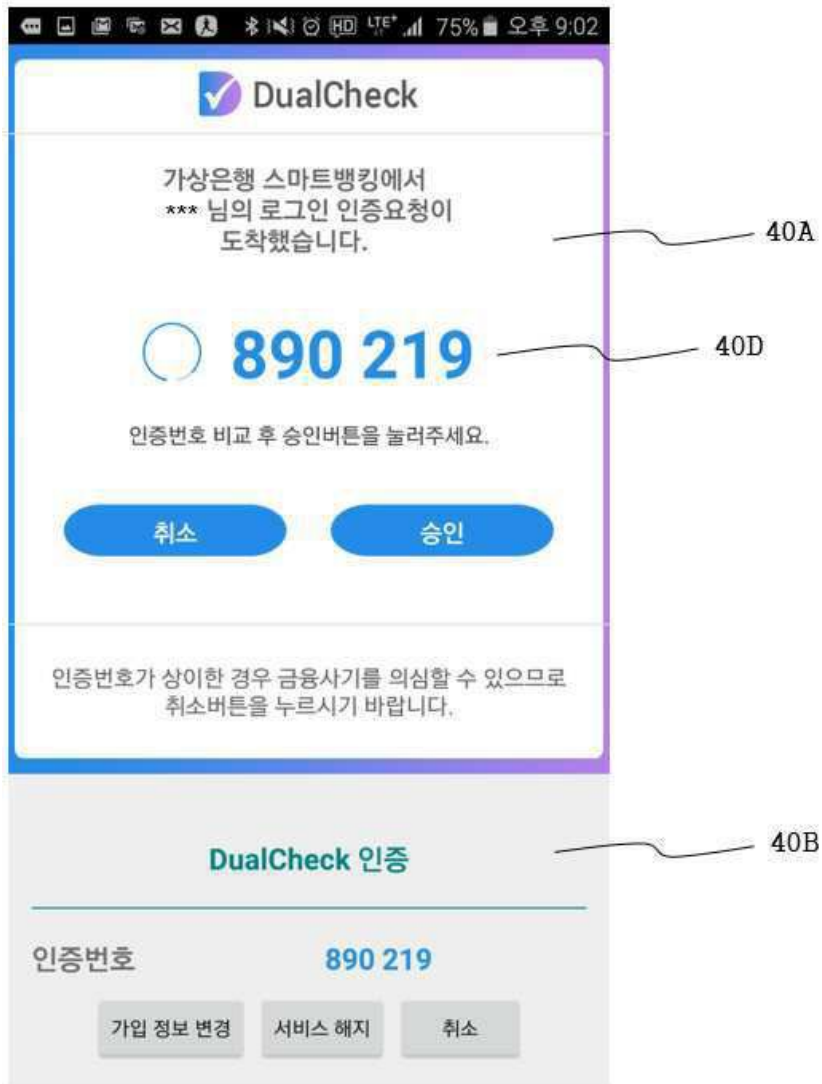 HD LTE+ 75% 오후 9:02
DualCheck
가상은행 스마트뱅킹에서
*** 님의 로그인 인증요청이
도착했습니다.
40A
890 219
40D
인증번호 비교 후 승인버튼을 눌러주세요.
취소 승인
인증번호가 상이한 경우 금융사기를 의심할 수 있으므로
취소버튼을 누르시기 바랍니다.
40B
DualCheck 인증
인증번호 890 219
가입 정보 변경 서비스 해지 취소